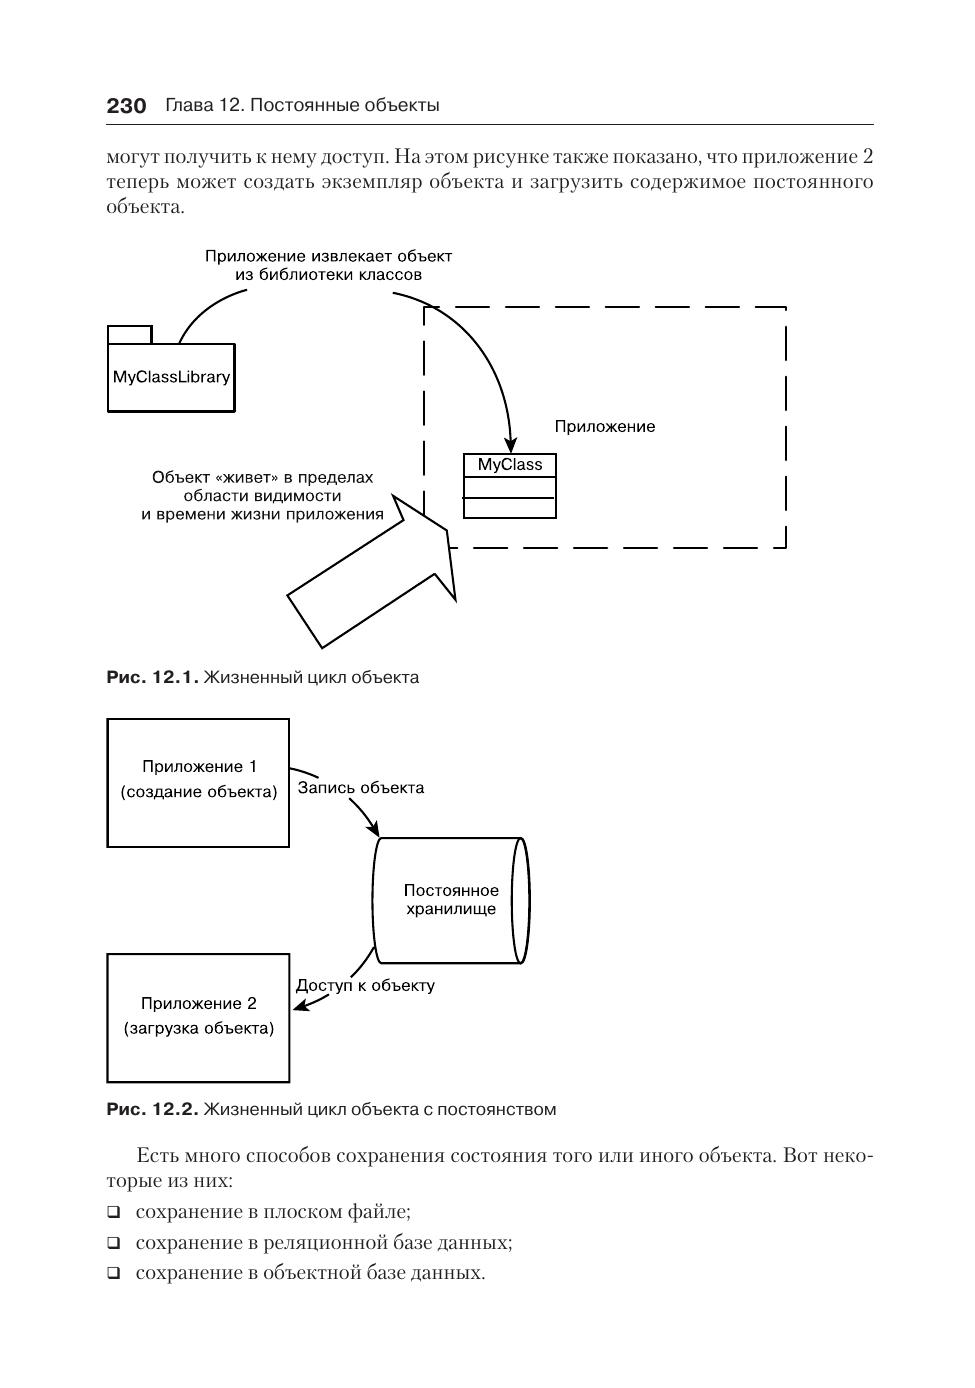 230 Глава 12. Постоянные объекты
могут получить к нему доступ. На этом рисунке также показано, что приложение 2
теперь может создать экземпляр объекта и загрузить содержимое постоянного
объекта.
Приложение извлекает объект
из библиотеки классов
MyClassLibrary
Приложение
MyClass
Объект «живет» в пределах
области видимости
и времени жизни приложения
Рис. 12.1. Жизненный цикл объекта
Приложение 1
(создание объекта)
Запись объекта
Постоянное
хранилище
Доступ к объекту
Приложение 2
(загрузка объекта)
Рис. 12.2. Жизненный цикл объекта с постоянством
Есть много способов сохранения состояния того или иного объекта. Вот неко-
торые из них:
❑ сохранение в плоском файле;
❑ сохранение в реляционной базе данных;
❑ сохранение в объектной базе данных.